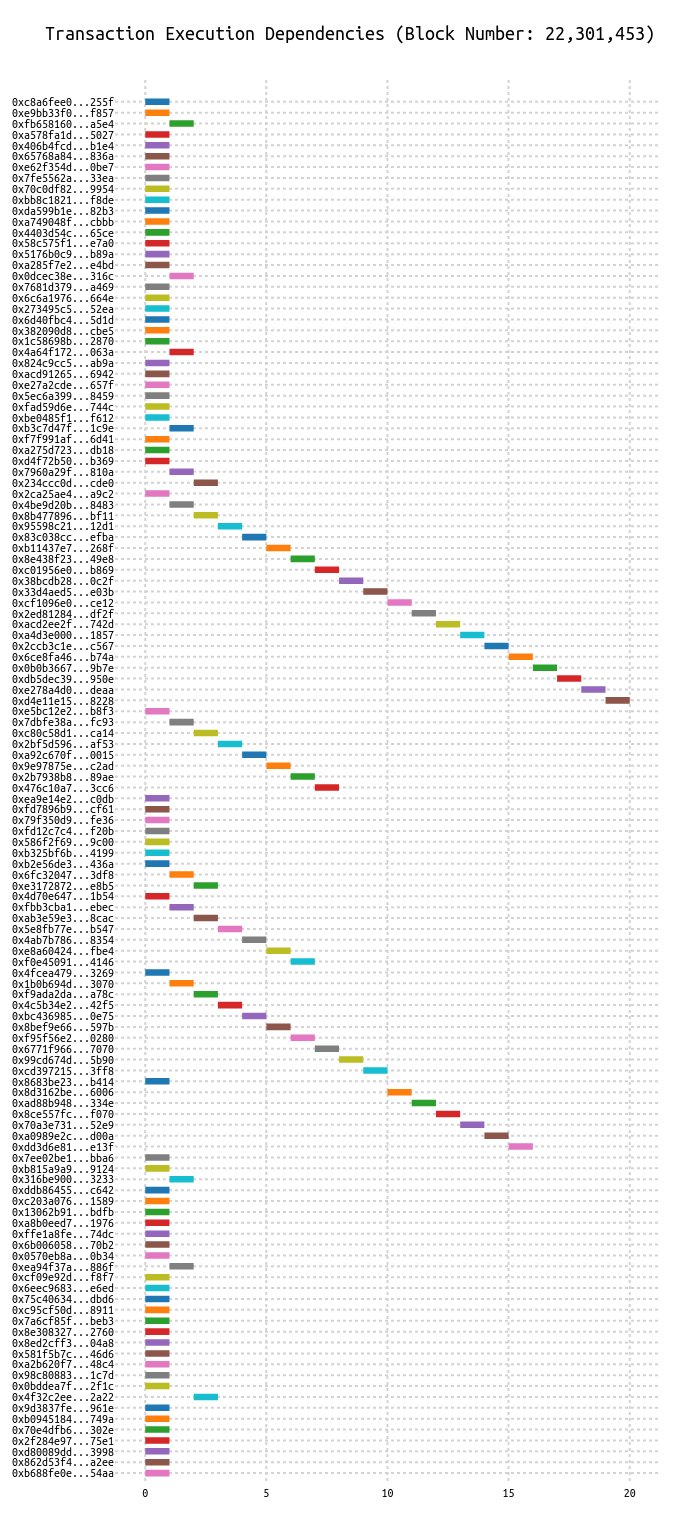 Transaction Execution Dependencies (Block Number: 22,301,453)
0xc8a6fee0...255f
0xe9bb33f0...f857
0xfb658160...a5e4
0xa578fa1d...5027
0x406b4fcd...b1e4
0x65768a84...836a
0xe62f354d...0be7
0x7fe5562a...33ea
0x70c0df82...9954
0xbb8c1821...f8de
0xda599b1e...82b3
0xa749048f...cbbb
0x4403d54c...65ce
0x58c575f1...e7a0
0x5176b0c9...b89a
0xa285f7e2...e4bd
0x0dcec38e...316c
0x7681d379...a469
0x6c6a1976...664e
0x273495c5...52ea
0x6d40fbc4...5d1d
0x382090d8...cbe5
0x1c58698b...2870
0x4a64f172...063a
0x824c9cc5...ab9a
0xacd91265...6942
0xe27a2cde...657f
0x5ec6a399...8459
0xfad59d6e...744c
0xbe0485f1...f612
0xb3c7d47f...1c9e
0xf7f991af...6d41
0xa275d723...db18
0xd4f72b50...b369
0x7960a29f...810a
0x234ccc0d...cde0
0x2ca25ae4...a9c2
0x4be9d20b...8483
0x8b477896...bf11
0x95598c21...12d1
0x83c038cc...efba
0xb11437e7...268f
0x8e438f23...49e8
0xc01956e0...b869
0x38bcdb28...0c2f
0x33d4aed5...e03b
0xcf1096e0...ce12
0x2ed81284...df2f
0xacd2ee2f...742d
0xa4d3e000...1857
0x2ccb3c1e...c567
0x6ce8fa46...b74a
0x0b0b3667...9b7e
0xdb5dec39...950e
0xe278a4d0...deaa
0xd4e11e15...8228
0xe5bc12e2...b8f3
0x7dbfe38a...fc93
0xc80c58d1...ca14
0x2bf5d596...af53
0xa92c670f...0015
0x9e97875e...c2ad
0x2b7938b8...89ae
0x476c10a7...3cc6
0xea9e14e2...c0db
0xfd7896b9...cf61
0x79f350d9...fe36
0xfd12c7c4...f20b
0x586f2f69...9c00
0xb325bf6b...4199
0xb2e56de3...436a
0x6fc32047...3df8
0xe3172872...e8b5
0x4d70e647...1b54
0xfbb3cba1...ebec
0xab3e59e3...8cac
0x5e8fb77e...b547
0x4ab7b786...8354
0xe8a60424...fbe4
0xf0e45091...4146
0x4fcea479...3269
0x1b0b694d...3070
0xf9ada2da...a78c
0x4c5b34e2...42f5
0xbc436985...0e75
0x8bef9e66...597b
0xf95f56e2...0280
0x6771f966...7070
0x99cd674d...5b90
0xcd397215...3ff8
0x8683be23...b414
0x8d3162be...6006
0xad88b948...334e
0x8ce557fc...f070
0x70a3e731...52e9
0xa0989e2c...d00a
0xdd3d6e81...e13f
0x7ee02be1...bba6
0xb815a9a9...9124
0x316be900...3233
0xddb86455...c642
0xc203a076...1589
0x13062b91...bdfb
0xa8b0eed7...1976
0xffe1a8fe...74dc
0x6b006058...70b2
0x0570eb8a...0b34
0xea94f37a...886f
0xcf09e92d...f8f7
0x6eec9683...e6ed
0x75c40634...dbd6
0xc95cf50d...8911
0x7a6cf85f...beb3
0x8e308327...2760
0x8ed2cff3...04a8
0x581f5b7c...46d6
0xa2b620f7...48c4
0x98c80883...1c7d
0x0bddea7f...2f1c
0x4f32c2ee...2a22
0x9d3837fe...961e
0xb0945184...749a
0x70e4dfb6...302e
0x2f284e97...75e1
0xd80089dd...3998
0x862d53f4...a2ee
0xb688fe0e...54aa
0 5 10 15 20